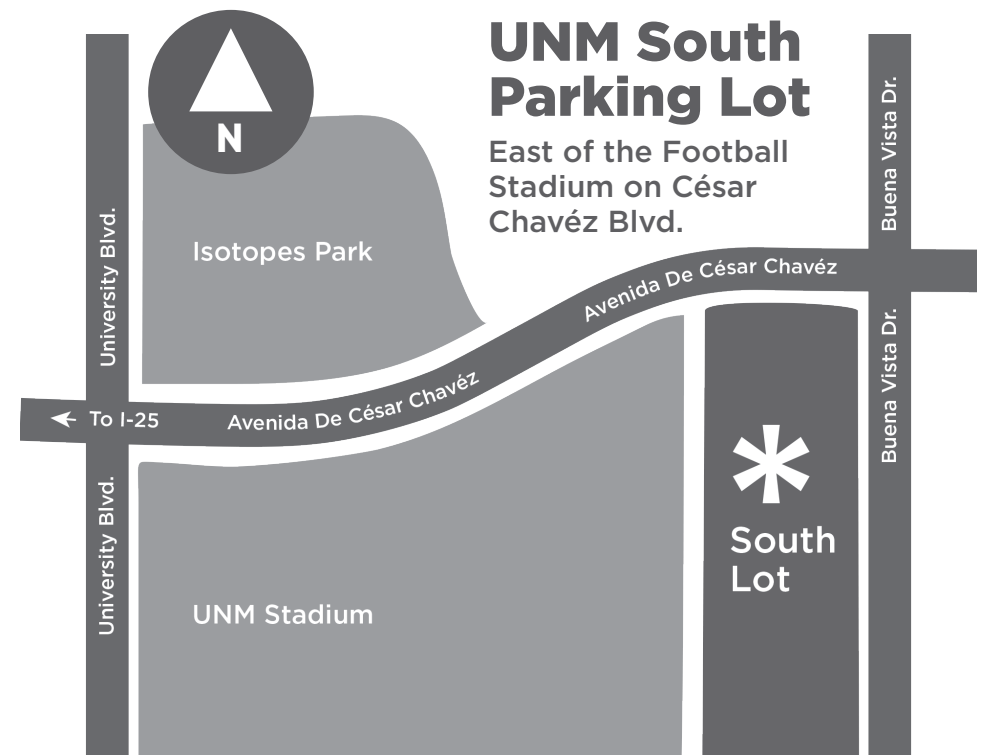 UNM South
Parking Lot
East of the Football
Stadium on César
Chavéz Blvd.
N
Buena Vista Dr.
University Blvd.
Isotopes Park
Avenida De César Chavéz
Buena Vista Dr.
To I-25
Avenida De César Chavéz
University Blvd.
South
Lot
UNM Stadium